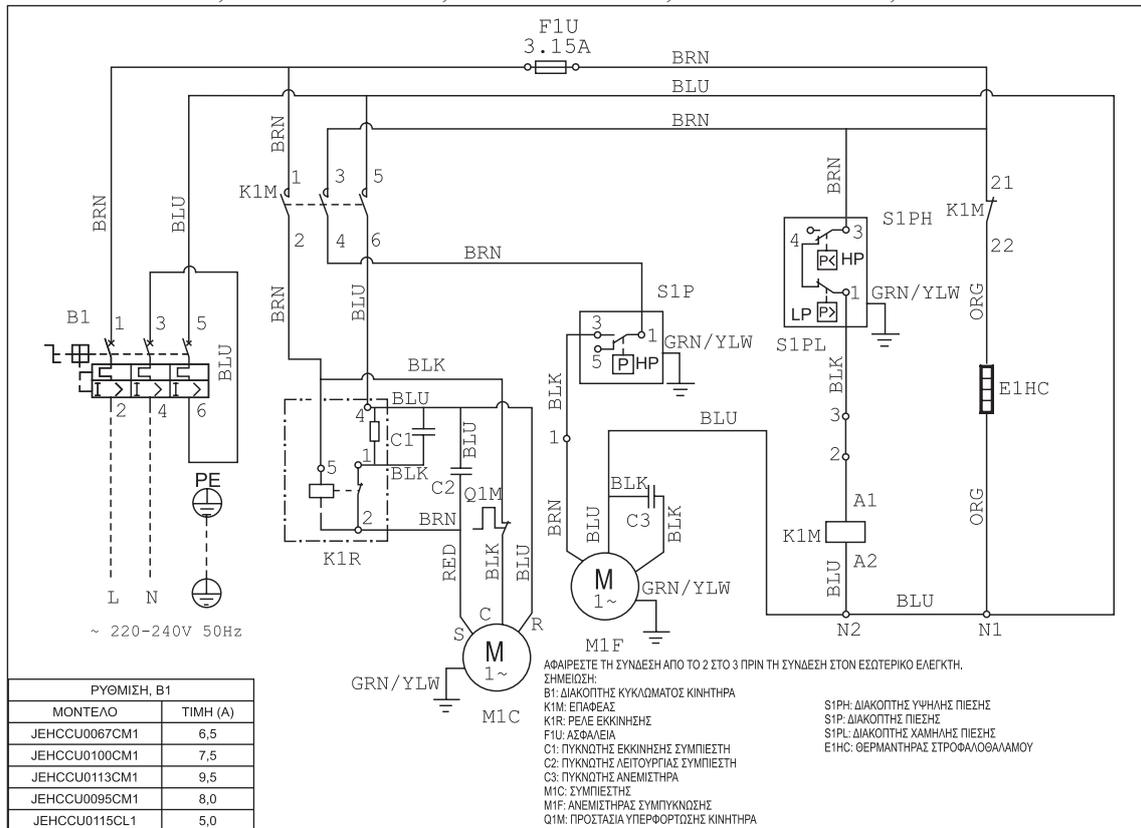 F1U
3.15A
BRN
BLU
BRN
BRN
BRN
BLU
BRN
1
3
5
K1M
2
4
6
BRN
S1PH
3
4
P< HP
1
LP P>
S1PL
GRN/YLW
21
K1M
22
ORG
E1HC
ORG
B1
1
3
5
BLU
2
4
6
BRN
BLU
S1P
3
1
5
P HP
GRN/YLW
BLK
BLK
1
BLU
BLK
3
2
PE
4
BLU
C1
1
BLK
5
BLU
C2
2
BRN
Q1M
K1R
RED
BLK
BLU
BRN
BLU
BLK
C3
BLK
A1
K1M
A2
BLU
BLU
N2
N1
L
N
~ 220-240V 50Hz
S
C
R
M
1~
M1C
GRN/YLW
M
1~
M1F
GRN/YLW
ΡΥΘΜΙΣΗ, B1
ΜΟΝΤΕΛΟ ΤΙΜΗ (A)
JEHCCU0067CM1 6,5
JEHCCU0100CM1 7,5
JEHCCU0113CM1 9,5
JEHCCU0095CM1 8,0
JEHCCU0115CL1 5,0
ΑΦΑΙΡΕΣΤΕ ΤΗ ΣΥΝΔΕΣΗ ΑΠΟ ΤΟ 2 ΣΤΟ 3 ΠΡΙΝ ΤΗ ΣΥΝΔΕΣΗ ΣΤΟΝ ΕΣΩΤΕΡΙΚΟ ΕΛΕΓΚΤΗ.
ΣΗΜΕΙΩΣΗ:
B1: ΔΙΑΚΟΠΤΗΣ ΚΥΚΛΩΜΑΤΟΣ ΚΙΝΗΤΗΡΑ
K1M: ΕΠΑΦΕΑΣ
K1R: ΡΕΛΕ ΕΚΚΙΝΗΣΗΣ
F1U: ΑΣΦΑΛΕΙΑ
C1: ΠΥΚΝΩΤΗΣ ΕΚΚΙΝΗΣΗΣ ΣΥΜΠΙΕΣΤΗ
C2: ΠΥΚΝΩΤΗΣ ΛΕΙΤΟΥΡΓΙΑΣ ΣΥΜΠΙΕΣΤΗ
C3: ΠΥΚΝΩΤΗΣ ΑΝΕΜΙΣΤΗΡΑ
M1C: ΣΥΜΠΙΕΣΤΗΣ
M1F: ΑΝΕΜΙΣΤΗΡΑΣ ΣΥΜΠΥΚΝΩΣΗΣ
Q1M: ΠΡΟΣΤΑΣΙΑ ΥΠΕΡΦΟΡΤΩΣΗΣ ΚΙΝΗΤΗΡΑ
S1PH: ΔΙΑΚΟΠΤΗΣ ΥΨΗΛΗΣ ΠΙΕΣΗΣ
S1P: ΔΙΑΚΟΠΤΗΣ ΠΙΕΣΗΣ
S1PL: ΔΙΑΚΟΠΤΗΣ ΧΑΜΗΛΗΣ ΠΙΕΣΗΣ
E1HC: ΘΕΡΜΑΝΤΗΡΑΣ ΣΤΡΟΦΑΛΟΘΑΛΑΜΟΥ